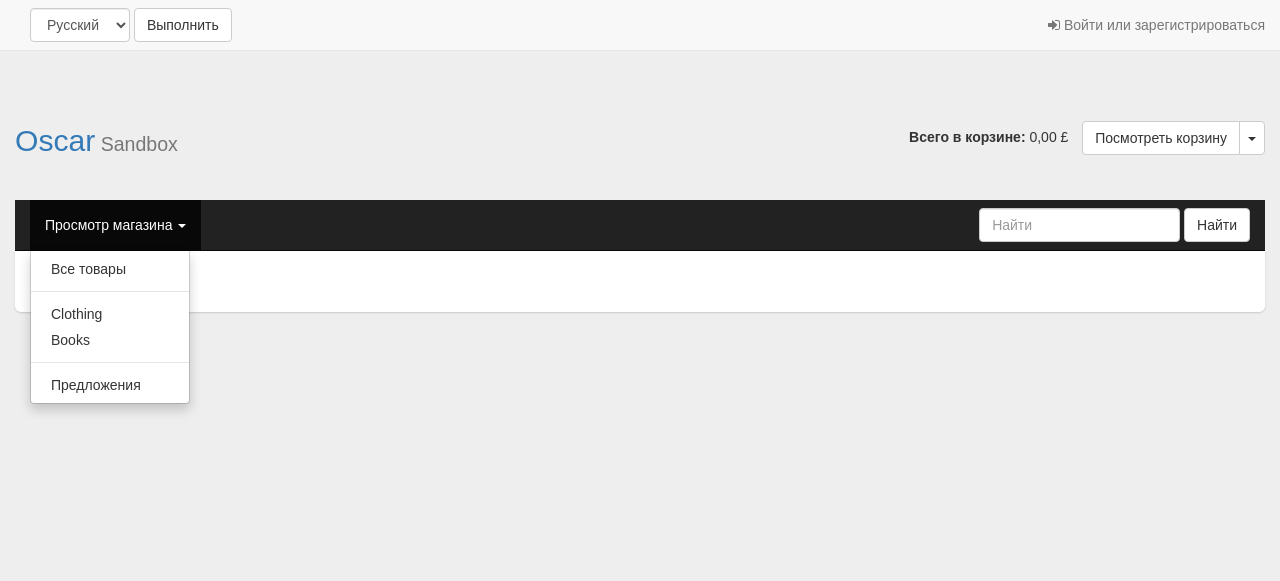 Русский Выполнить Войти или зарегистрироваться
Oscar Sandbox Всего в корзине: 0,00 £ Посмотреть корзину
Просмотр магазина Найти Найти
Все товары
Clothing
Books
Предложения